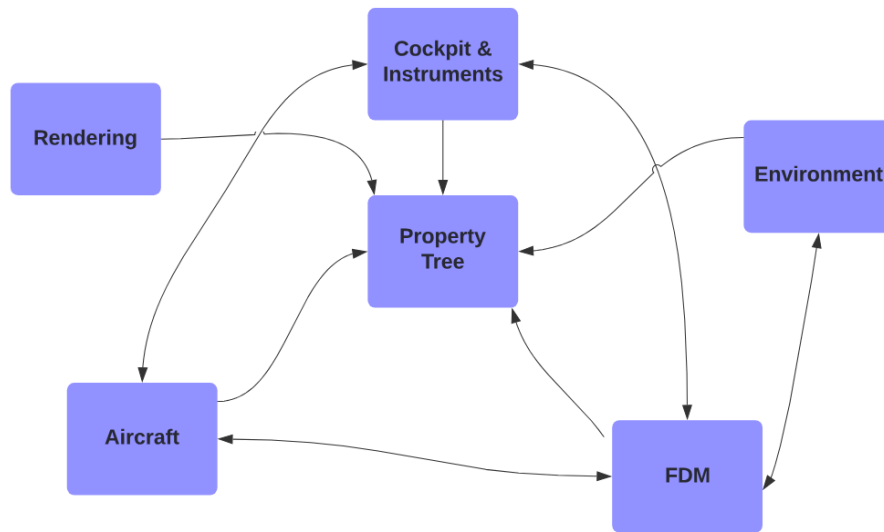 Cockpit &
Instruments
Rendering
Environment
Property
Tree
Aircraft
FDM